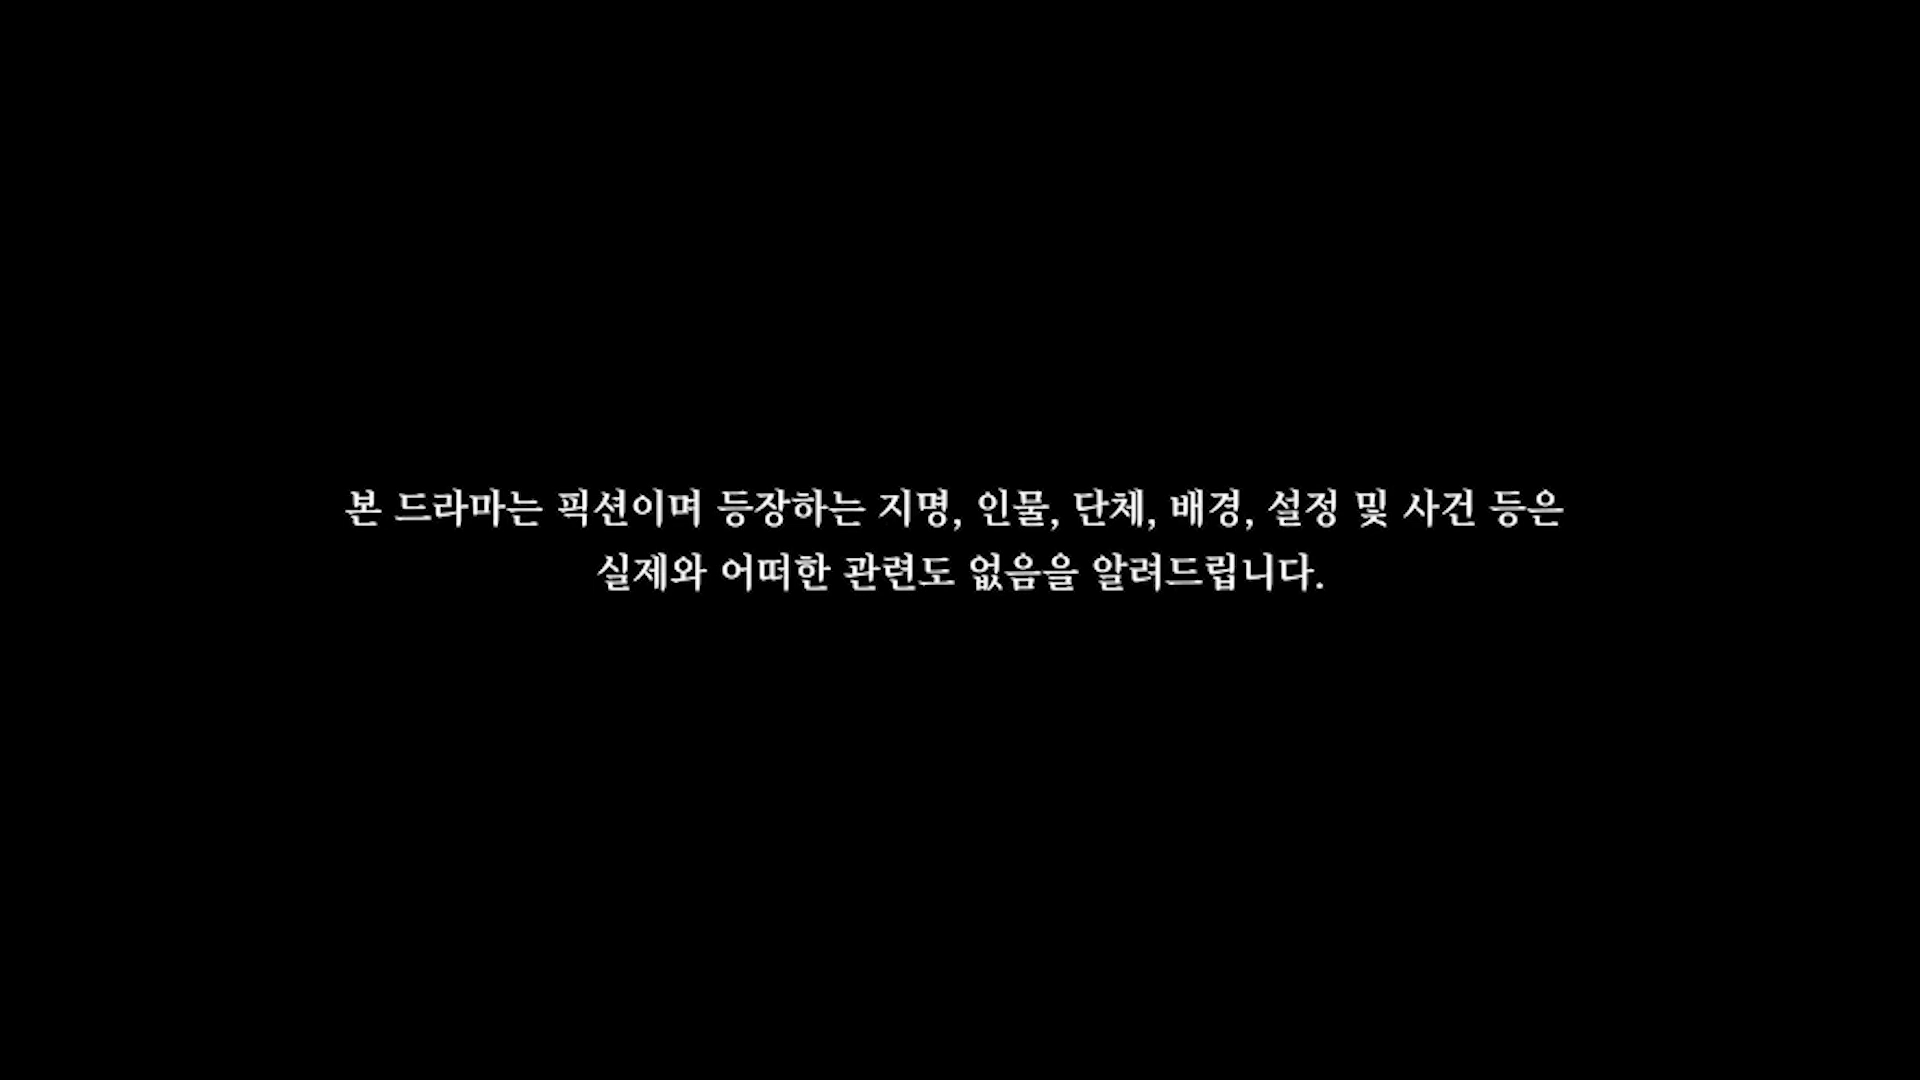 본 드라마는 픽션이며 등장하는 지명, 인물, 단체, 배경, 설정 및 사건 등은
실제와 어떠한 관련도 없음을 알려드립니다.